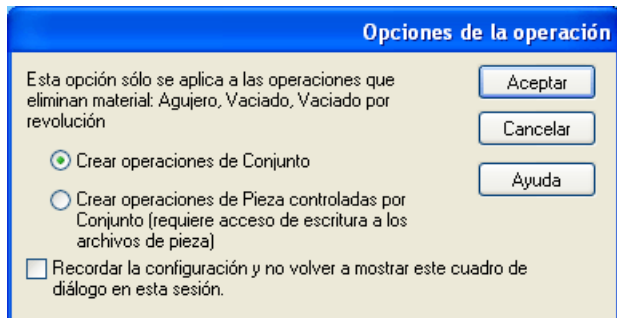 Opciones de la operación
Esta opción sólo se aplica a las operaciones que
eliminan material: Agujero, Vaciado, Vaciado por
revolución
Aceptar
Cancelar
Ayuda
Crear operaciones de Conjunto
Crear operaciones de Pieza controladas por
Conjunto (requiere acceso de escritura a los
archivos de pieza)
Recordar la configuración y no volver a mostrar este cuadro de
diálogo en esta sesión.